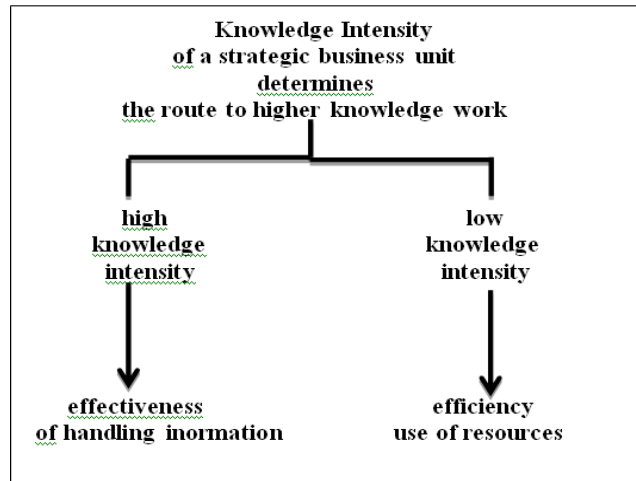 Knowledge Intensity
of a strategic business unit
determines
the route to higher knowledge work
high
knowledge
intensity
low
knowledge
intensity
effectiveness
of handling inormation
efficiency
use of resources